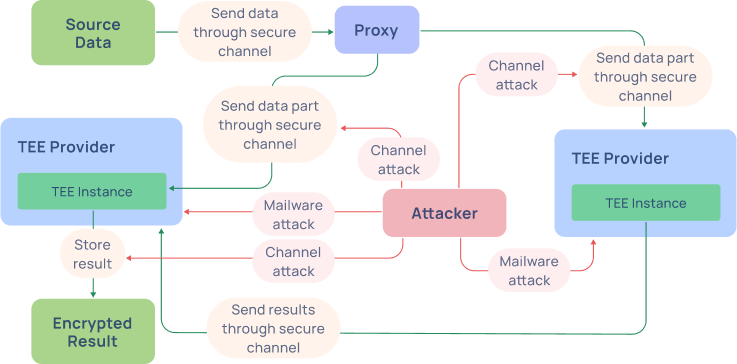 Source
Data
Send data
through secure
channel
Proxy
Channel
attack
Send data part
through secure
channel
Send data part
through secure
channel
TEE Provider
TEE Instance
Channel
attack
TEE Provider
TEE Instance
Mailware
attack
Attacker
Store
result
Channel
attack
Mailware
attack
Encrypted
Result
Send results
through secure
channel